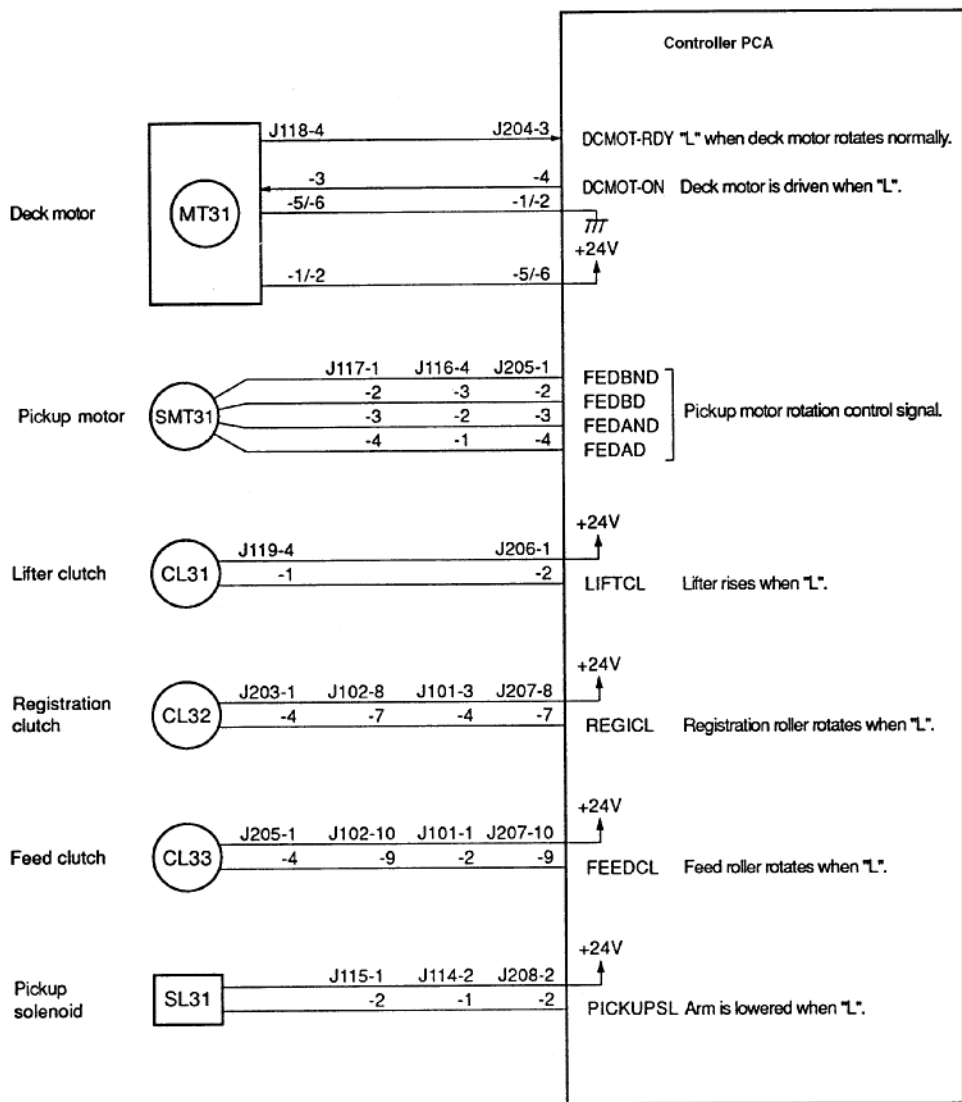 Controller PCA
J118-4 J204-3 DCMOT-RDY "L" when deck motor rotates normally.
-3 -4 DCMOT-ON Deck motor is driven when "L".
Deck motor MT31 -5/-6 -1/-2
+24V
-1/-2 -5/-6
J117-1 J116-4 J205-1 FEDBND
-2 -3 -2 FEDBD
Pickup motor SMT31 -3 -2 -3 FEDAND Pickup motor rotation control signal.
-4 -1 -4 FEDAD
+24V
J119-4 J206-1
Lifter clutch CL31 -1 -2 LIFTCL Lifter rises when "L".
+24V
J203-1 J102-8 J101-3 J207-8
Registration
clutch CL32 -4 -7 -4 -7 REGICL Registration roller rotates when "L".
+24V
J205-1 J102-10 J101-1 J207-10
Feed clutch CL33 -4 -9 -2 -9 FEEDCL Feed roller rotates when "L".
+24V
J115-1 J114-2 J208-2
Pickup
solenoid SL31 -2 -1 -2 PICKUPSL Arm is lowered when "L".